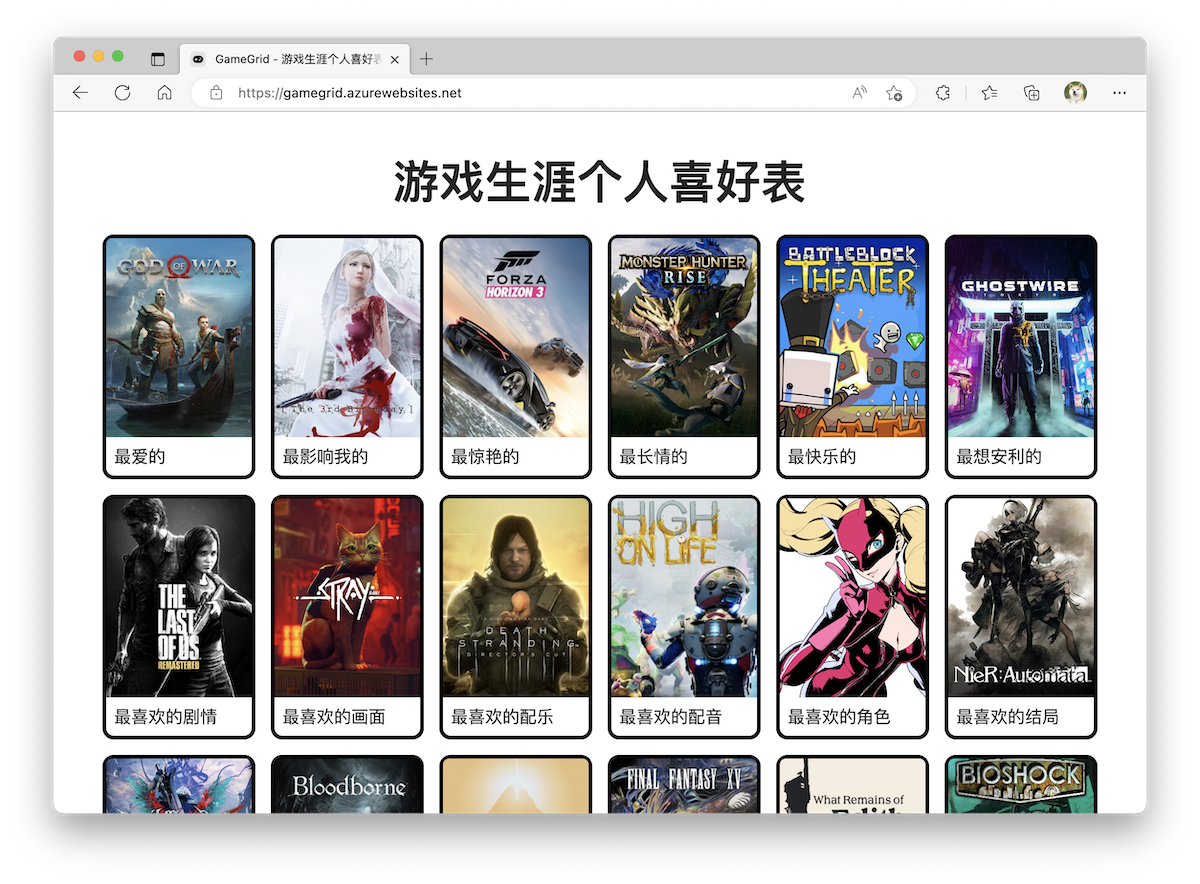 GameGrid - 游戏生涯个人喜好表
https://gamegrid.azurewebsites.net
游戏生涯个人喜好表
GOD OF WAR
[ The 3rd Birthday ]
FORZA
HORIZON 3
MONSTER HUNTER
RISE
BATTLEBLOCK
THEATER
GHOSTWIRE
TOKYO
最爱的
最影响我的
最惊艳的
最长情的
最快乐的
最想安利的
THE
LAST
OF US
REMASTERED
STRAY
DEATH
STRANDING
DIRECTOR'S CUT
HIGH
ON LIFE
NieR:Automata
最喜欢的剧情
最喜欢的画面
最喜欢的配乐
最喜欢的配音
最喜欢的角色
最喜欢的结局
Bloodborne
FINAL FANTASY XV
What Remains of
Edith
BIOSHOCK